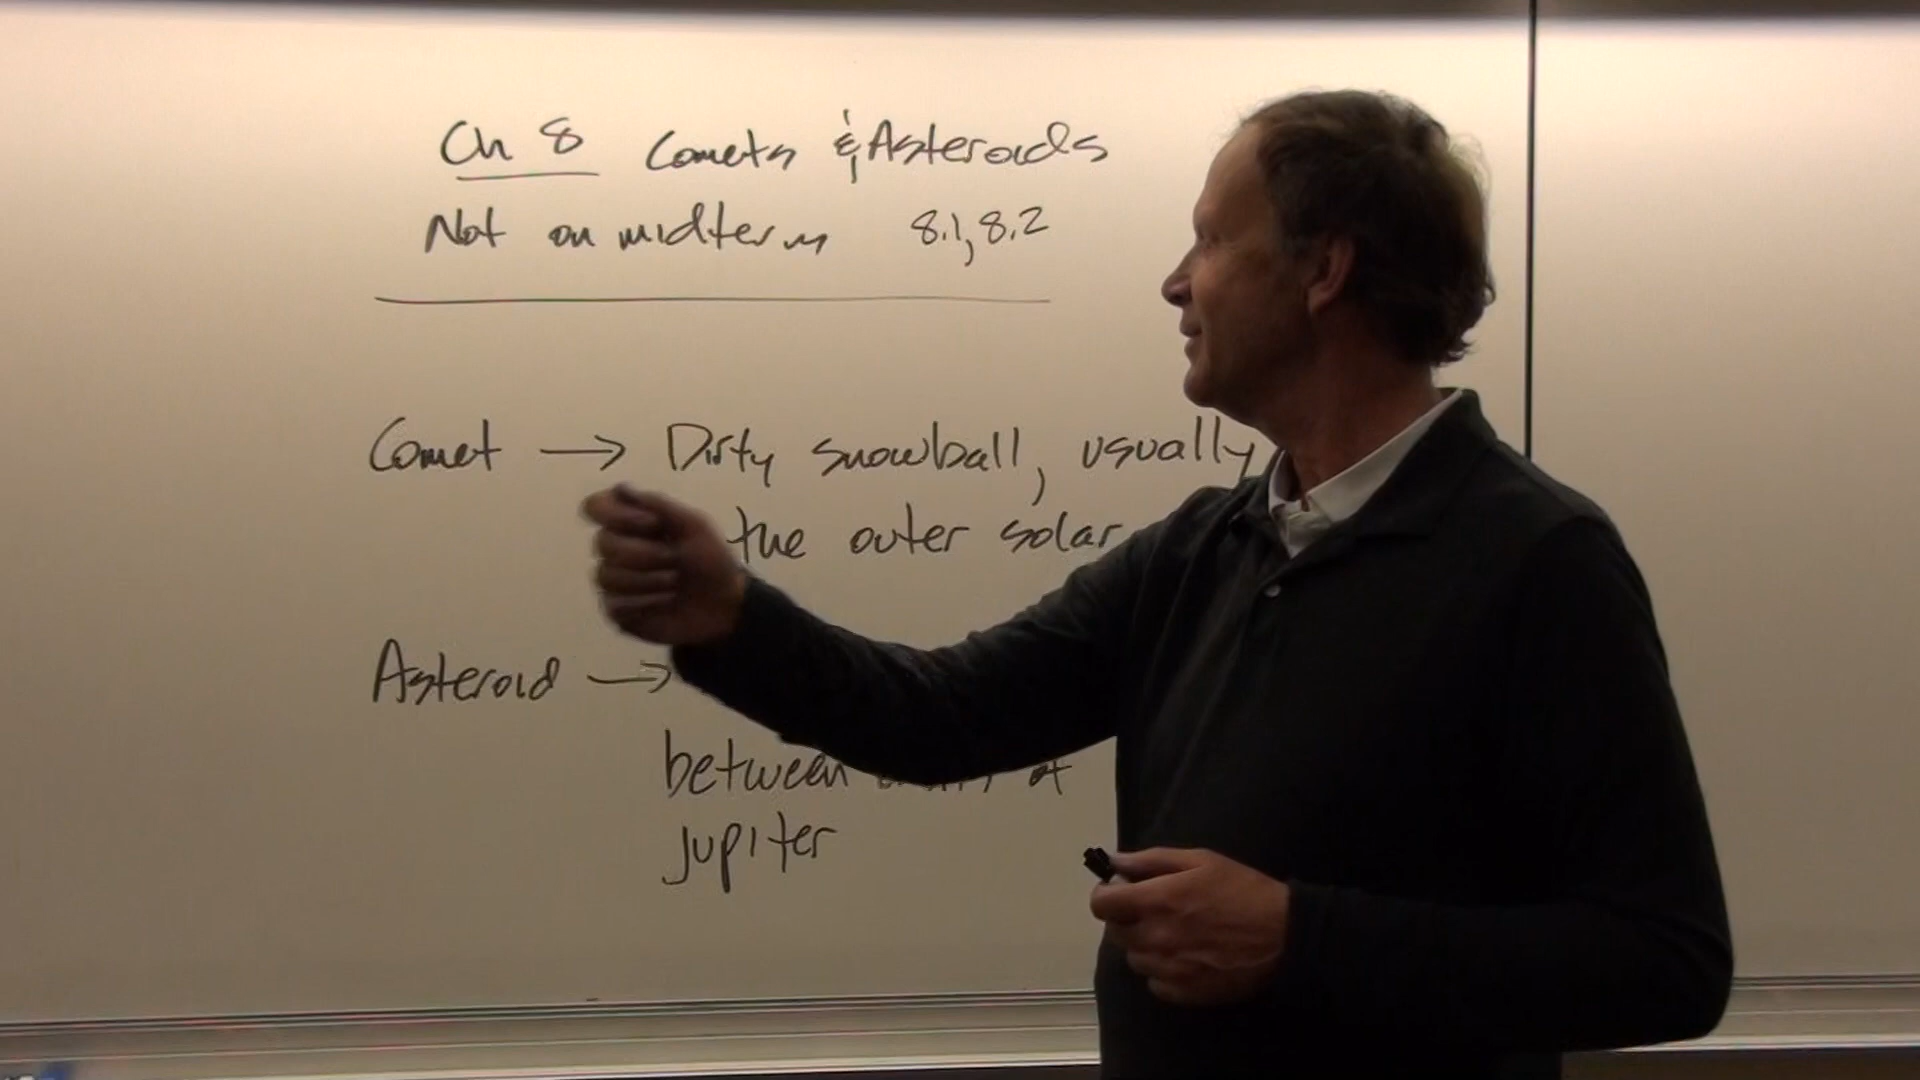 Ch 8 Comets & Asteroids
Not on midterm 8.1, 8.2
Comet → Dirty snowball, usually
the outer solar
Asteroid →
between &
Jupiter